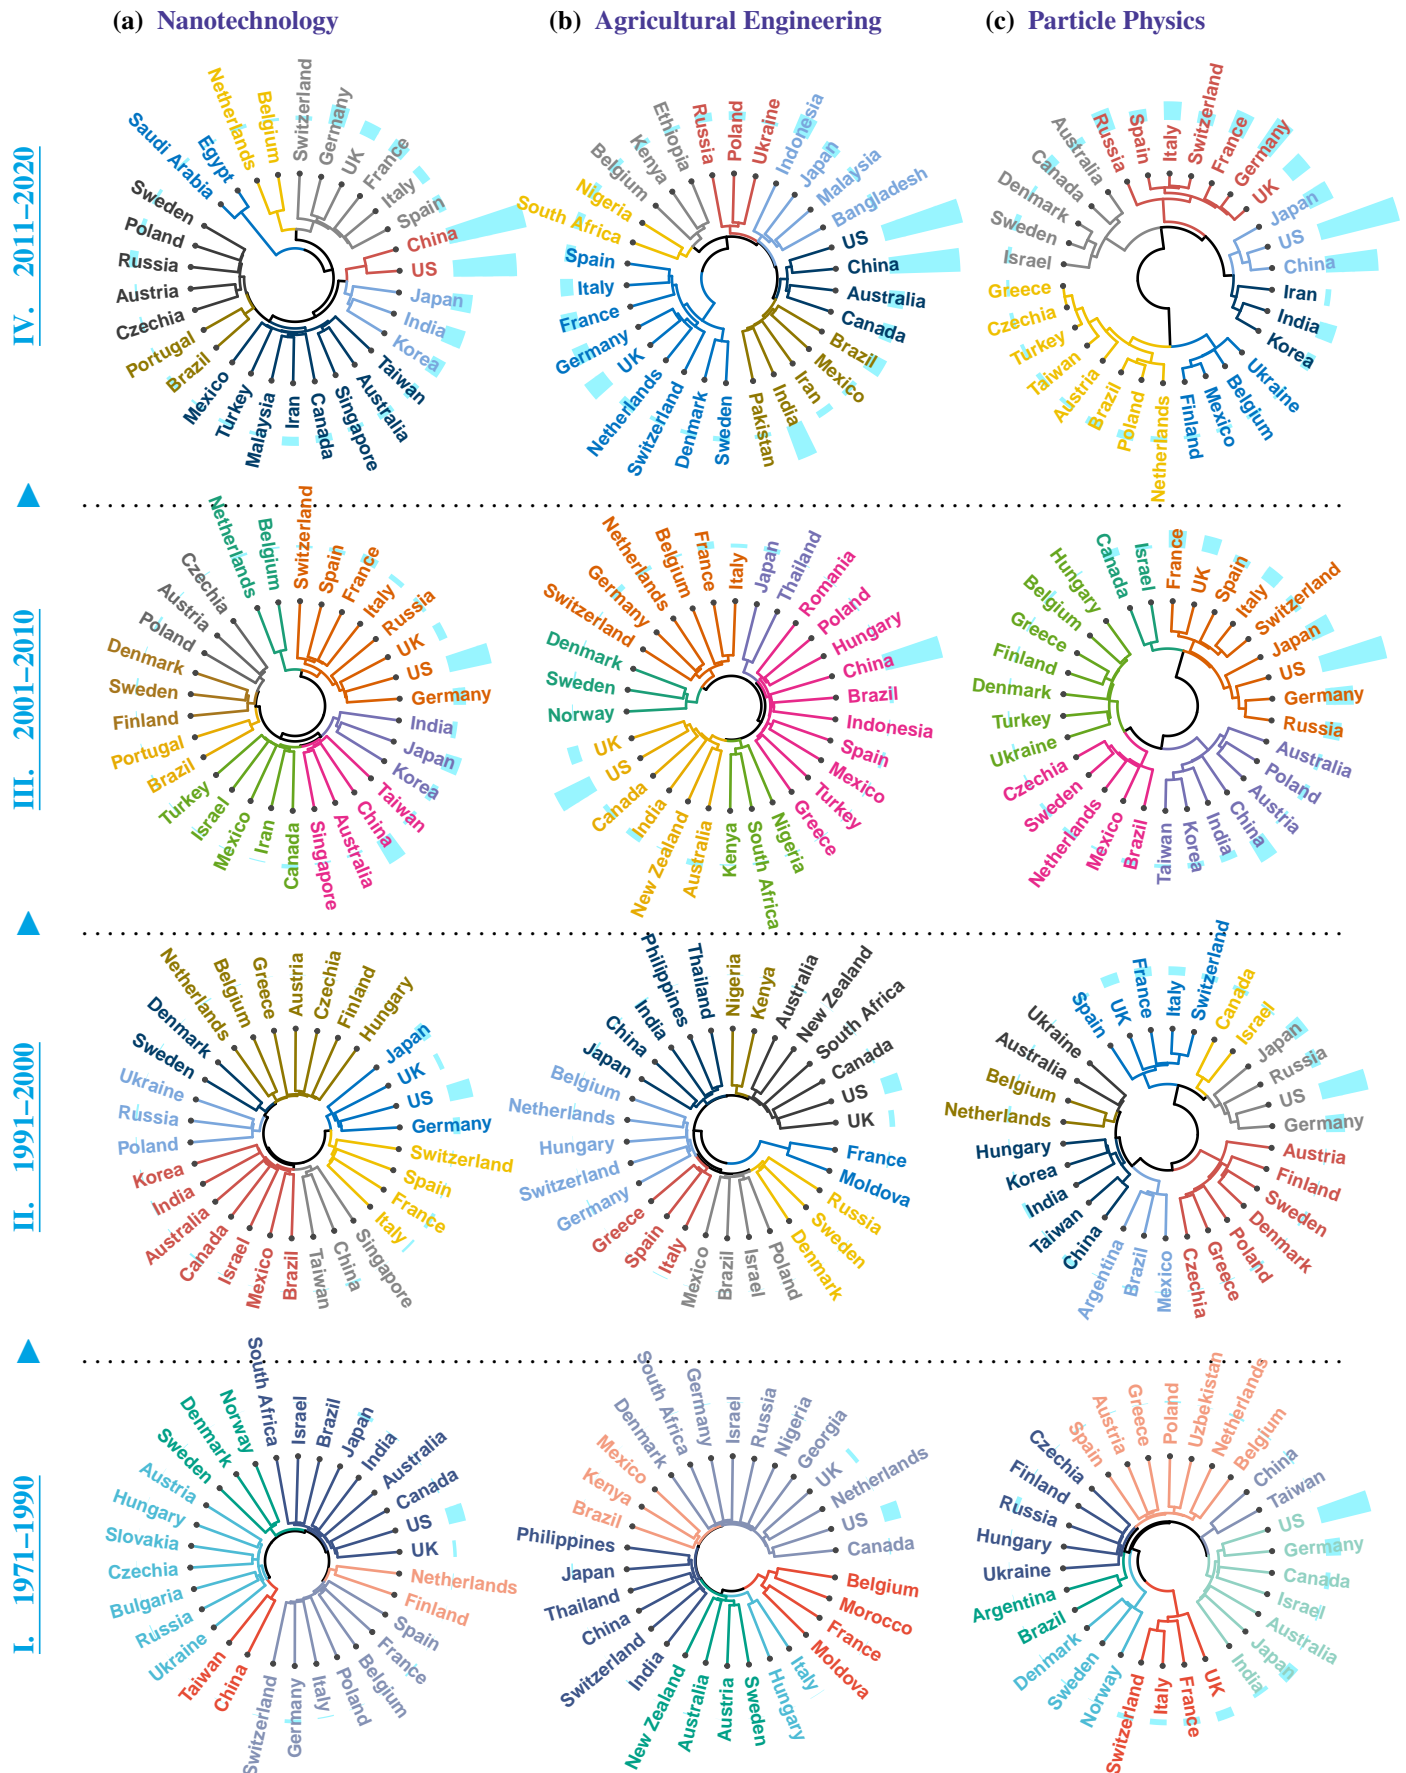 (a) Nanotechnology
(b) Agricultural Engineering
(c) Particle Physics
IV. 2011–2020
Saudi Arabia
Egypt
Netherlands
Belgium
Switzerland
Germany
UK
France
Italy
Spain
China
US
Japan
India
Korea
Taiwan
Australia
Singapore
Canada
Iran
Malaysia
Turkey
Mexico
Brazil
Portugal
Czechia
Austria
Russia
Poland
Sweden
South Africa
Nigeria
Belgium
Kenya
Ethiopia
Russia
Poland
Ukraine
Indonesia
Japan
Malaysia
Bangladesh
US
China
Australia
Canada
Brazil
Mexico
Iran
India
Pakistan
Sweden
Denmark
Switzerland
Netherlands
UK
Germany
France
Italy
Spain
Israel
Sweden
Denmark
Canada
Australia
Russia
Spain
Italy
Switzerland
France
Germany
UK
Japan
US
China
Iran
India
Korea
Ukraine
Belgium
Mexico
Finland
Netherlands
Poland
Brazil
Austria
Taiwan
Turkey
Czechia
Greece
III. 2001–2010
Poland
Austria
Czechia
Netherlands
Belgium
Switzerland
Spain
France
Italy
Russia
UK
US
Germany
India
Japan
Korea
Taiwan
China
Australia
Singapore
Canada
Iran
Mexico
Israel
Turkey
Brazil
Portugal
Finland
Sweden
Denmark
Norway
Sweden
Denmark
Switzerland
Germany
Netherlands
Belgium
France
Italy
Japan
Thailand
Romania
Poland
Hungary
China
Brazil
Indonesia
Spain
Mexico
Turkey
Greece
Nigeria
South Africa
Kenya
Australia
New Zealand
India
Canada
US
UK
Ukraine
Turkey
Denmark
Finland
Greece
Belgium
Hungary
Canada
Israel
France
UK
Spain
Italy
Switzerland
Japan
US
Germany
Russia
Australia
Poland
Austria
China
India
Korea
Taiwan
Brazil
Mexico
Netherlands
Sweden
Czechia
II. 1991–2000
Sweden
Denmark
Netherlands
Belgium
Greece
Austria
Czechia
Finland
Hungary
Japan
UK
US
Germany
Switzerland
Spain
France
Italy
Singapore
China
Taiwan
Brazil
Mexico
Israel
Canada
Australia
India
Korea
Poland
Russia
Ukraine
Germany
Switzerland
Hungary
Netherlands
Belgium
Japan
China
India
Philippines
Thailand
Nigeria
Kenya
Australia
New Zealand
South Africa
Canada
US
UK
France
Moldova
Russia
Sweden
Denmark
Poland
Israel
Brazil
Mexico
Italy
Spain
Greece
Netherlands
Belgium
Australia
Ukraine
Spain
UK
France
Italy
Switzerland
Canada
Israel
Japan
Russia
US
Germany
Austria
Finland
Sweden
Denmark
Poland
Greece
Czechia
Mexico
Brazil
Argentina
China
Taiwan
India
Korea
Hungary
I. 1971–1990
Sweden
Denmark
Norway
South Africa
Israel
Brazil
Japan
India
Australia
Canada
US
UK
Netherlands
Finland
Spain
France
Belgium
Poland
Italy
Germany
Switzerland
China
Taiwan
Ukraine
Russia
Bulgaria
Czechia
Slovakia
Hungary
Austria
Philippines
Brazil
Kenya
Mexico
Denmark
South Africa
Germany
Israel
Russia
Nigeria
Georgia
UK
Netherlands
US
Canada
Belgium
Morocco
France
Moldova
Italy
Hungary
Sweden
Austria
Australia
New Zealand
India
Switzerland
China
Thailand
Japan
Ukraine
Hungary
Russia
Finland
Czechia
Spain
Austria
Greece
Poland
Uzbekistan
Netherlands
Belgium
China
Taiwan
US
Germany
Canada
Israel
Australia
Japan
India
UK
France
Italy
Switzerland
Norway
Sweden
Denmark
Brazil
Argentina